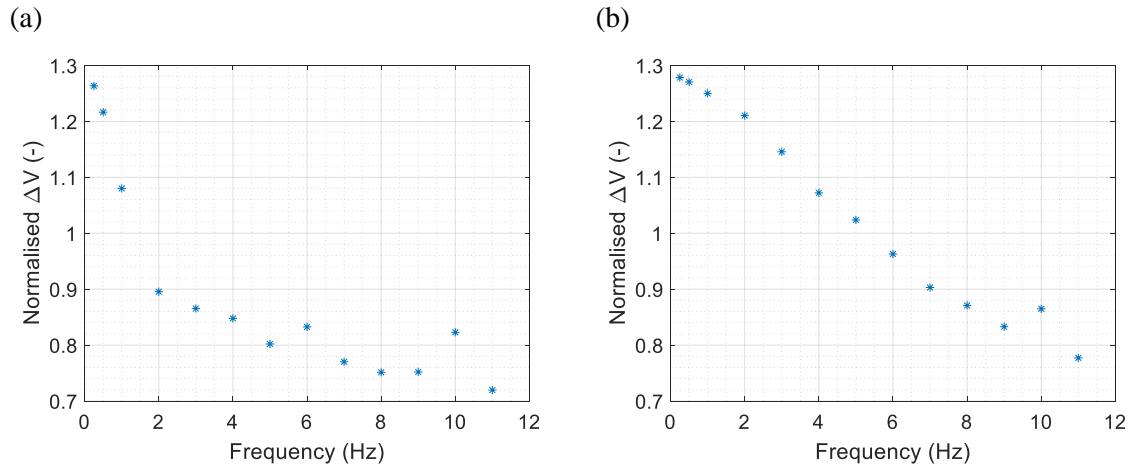 (a)
1.3
1.2
1.1
1
0.9
0.8
0.7
0 2 4 6 8 10 12
Normalised ΔV (-)
Frequency (Hz)
(b)
1.3
1.2
1.1
1
0.9
0.8
0.7
0 2 4 6 8 10 12
Normalised ΔV (-)
Frequency (Hz)